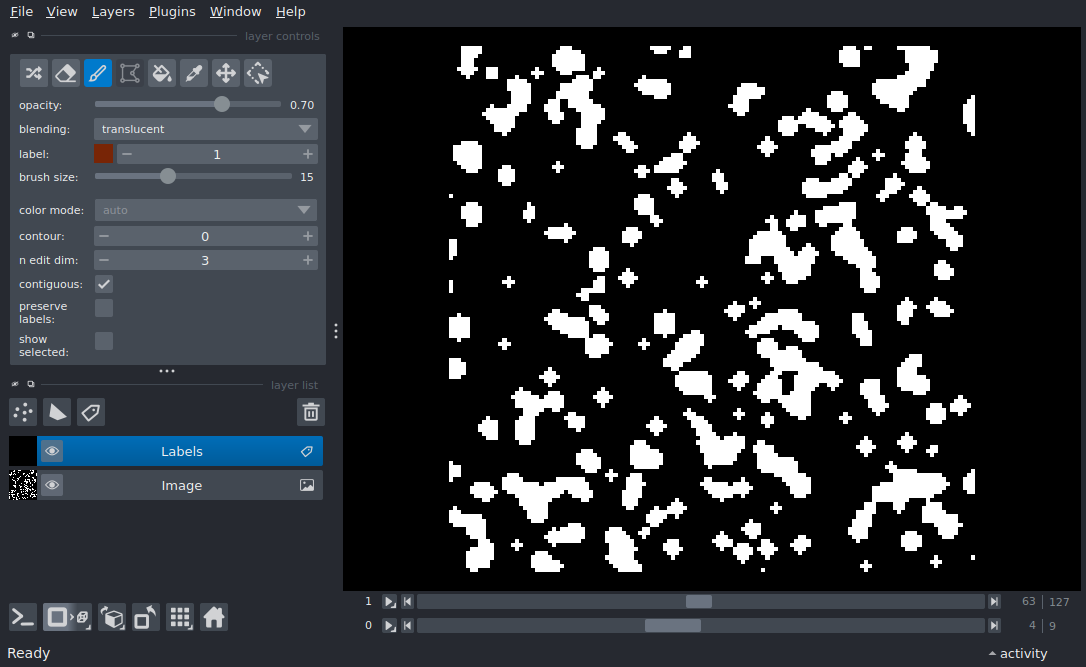 File View Layers Plugins Window Help
layer controls
opacity: 0.70
blending: translucent
label: 1
brush size: 15
color mode: auto
contour: 0
n edit dim: 3
contiguous:
preserve
labels:
show
selected:
layer list
Labels
Image
1 63 127
0 4 9
Ready activity